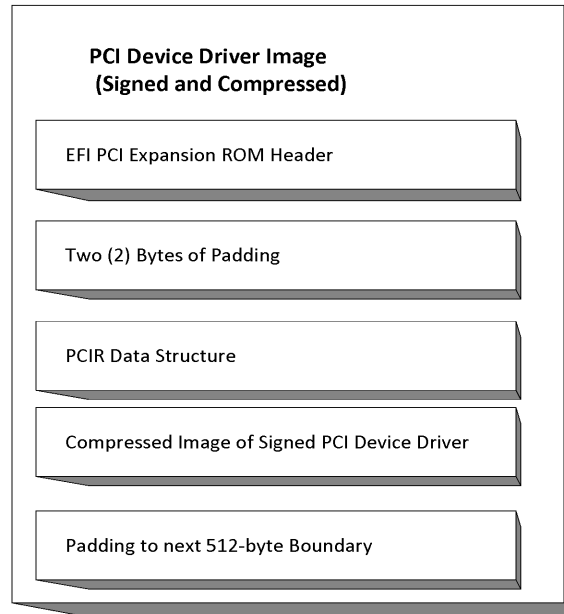 PCI Device Driver Image
(Signed and Compressed)
EFI PCI Expansion ROM Header
Two (2) Bytes of Padding
PCIR Data Structure
Compressed Image of Signed PCI Device Driver
Padding to next 512-byte Boundary